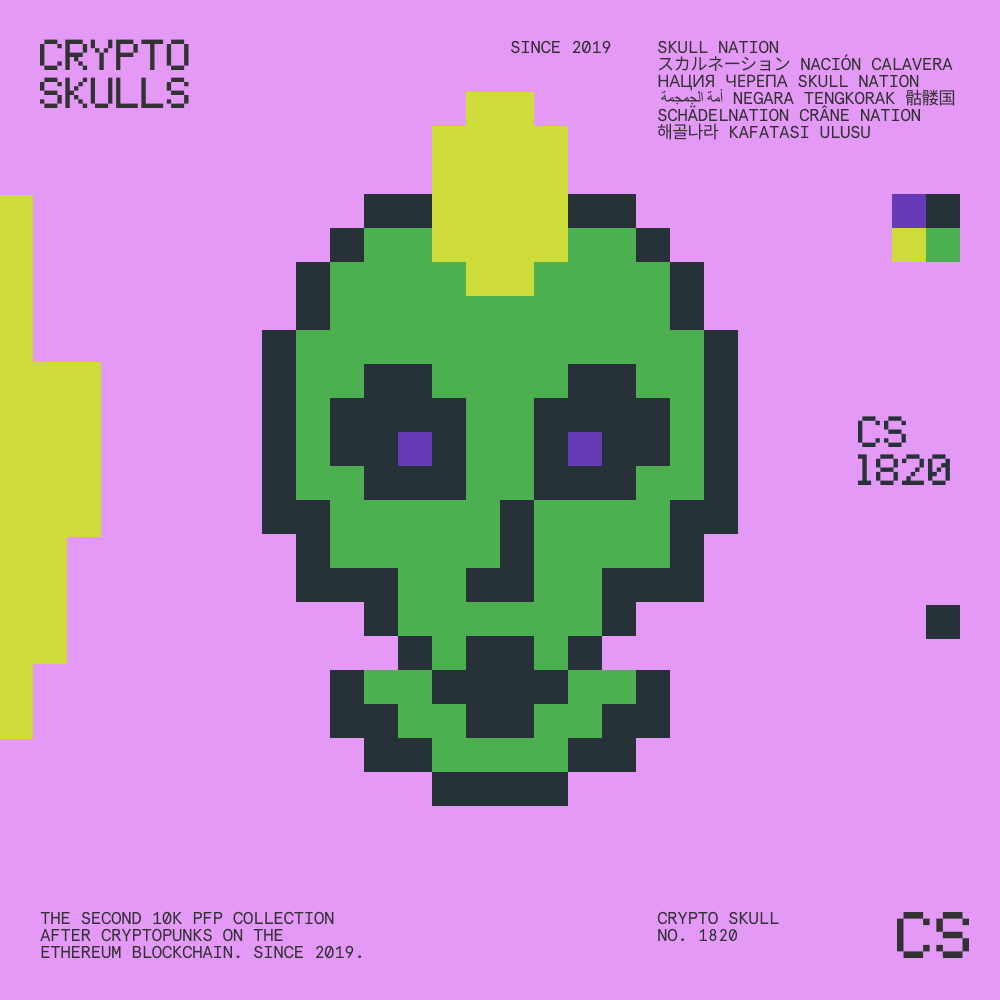 CRYPTO
SKULLS
SINCE 2019
SKULL NATION
スカルネーション NACIÓN CALAVERA
НАЦИЯ ЧЕРЕПА SKULL NATION
أمة الجمجمة NEGARA TENGKORAK 骷髅国
SCHÄDELNATION CRÂNE NATION
해골나라 KAFATASI ULUSU
CS
1820
THE SECOND 10K PFP COLLECTION
AFTER CRYPTOPUNKS ON THE
ETHEREUM BLOCKCHAIN. SINCE 2019.
CRYPTO SKULL
NO. 1820
CS